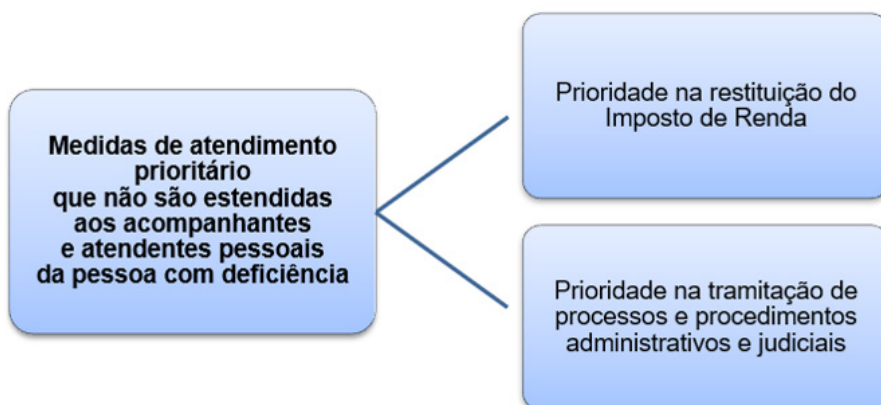 Medidas de atendimento
prioritário
que não são estendidas
aos acompanhantes
e atendentes pessoais
da pessoa com deficiência
Prioridade na restituição do
Imposto de Renda
Prioridade na tramitação de
processos e procedimentos
administrativos e judiciais